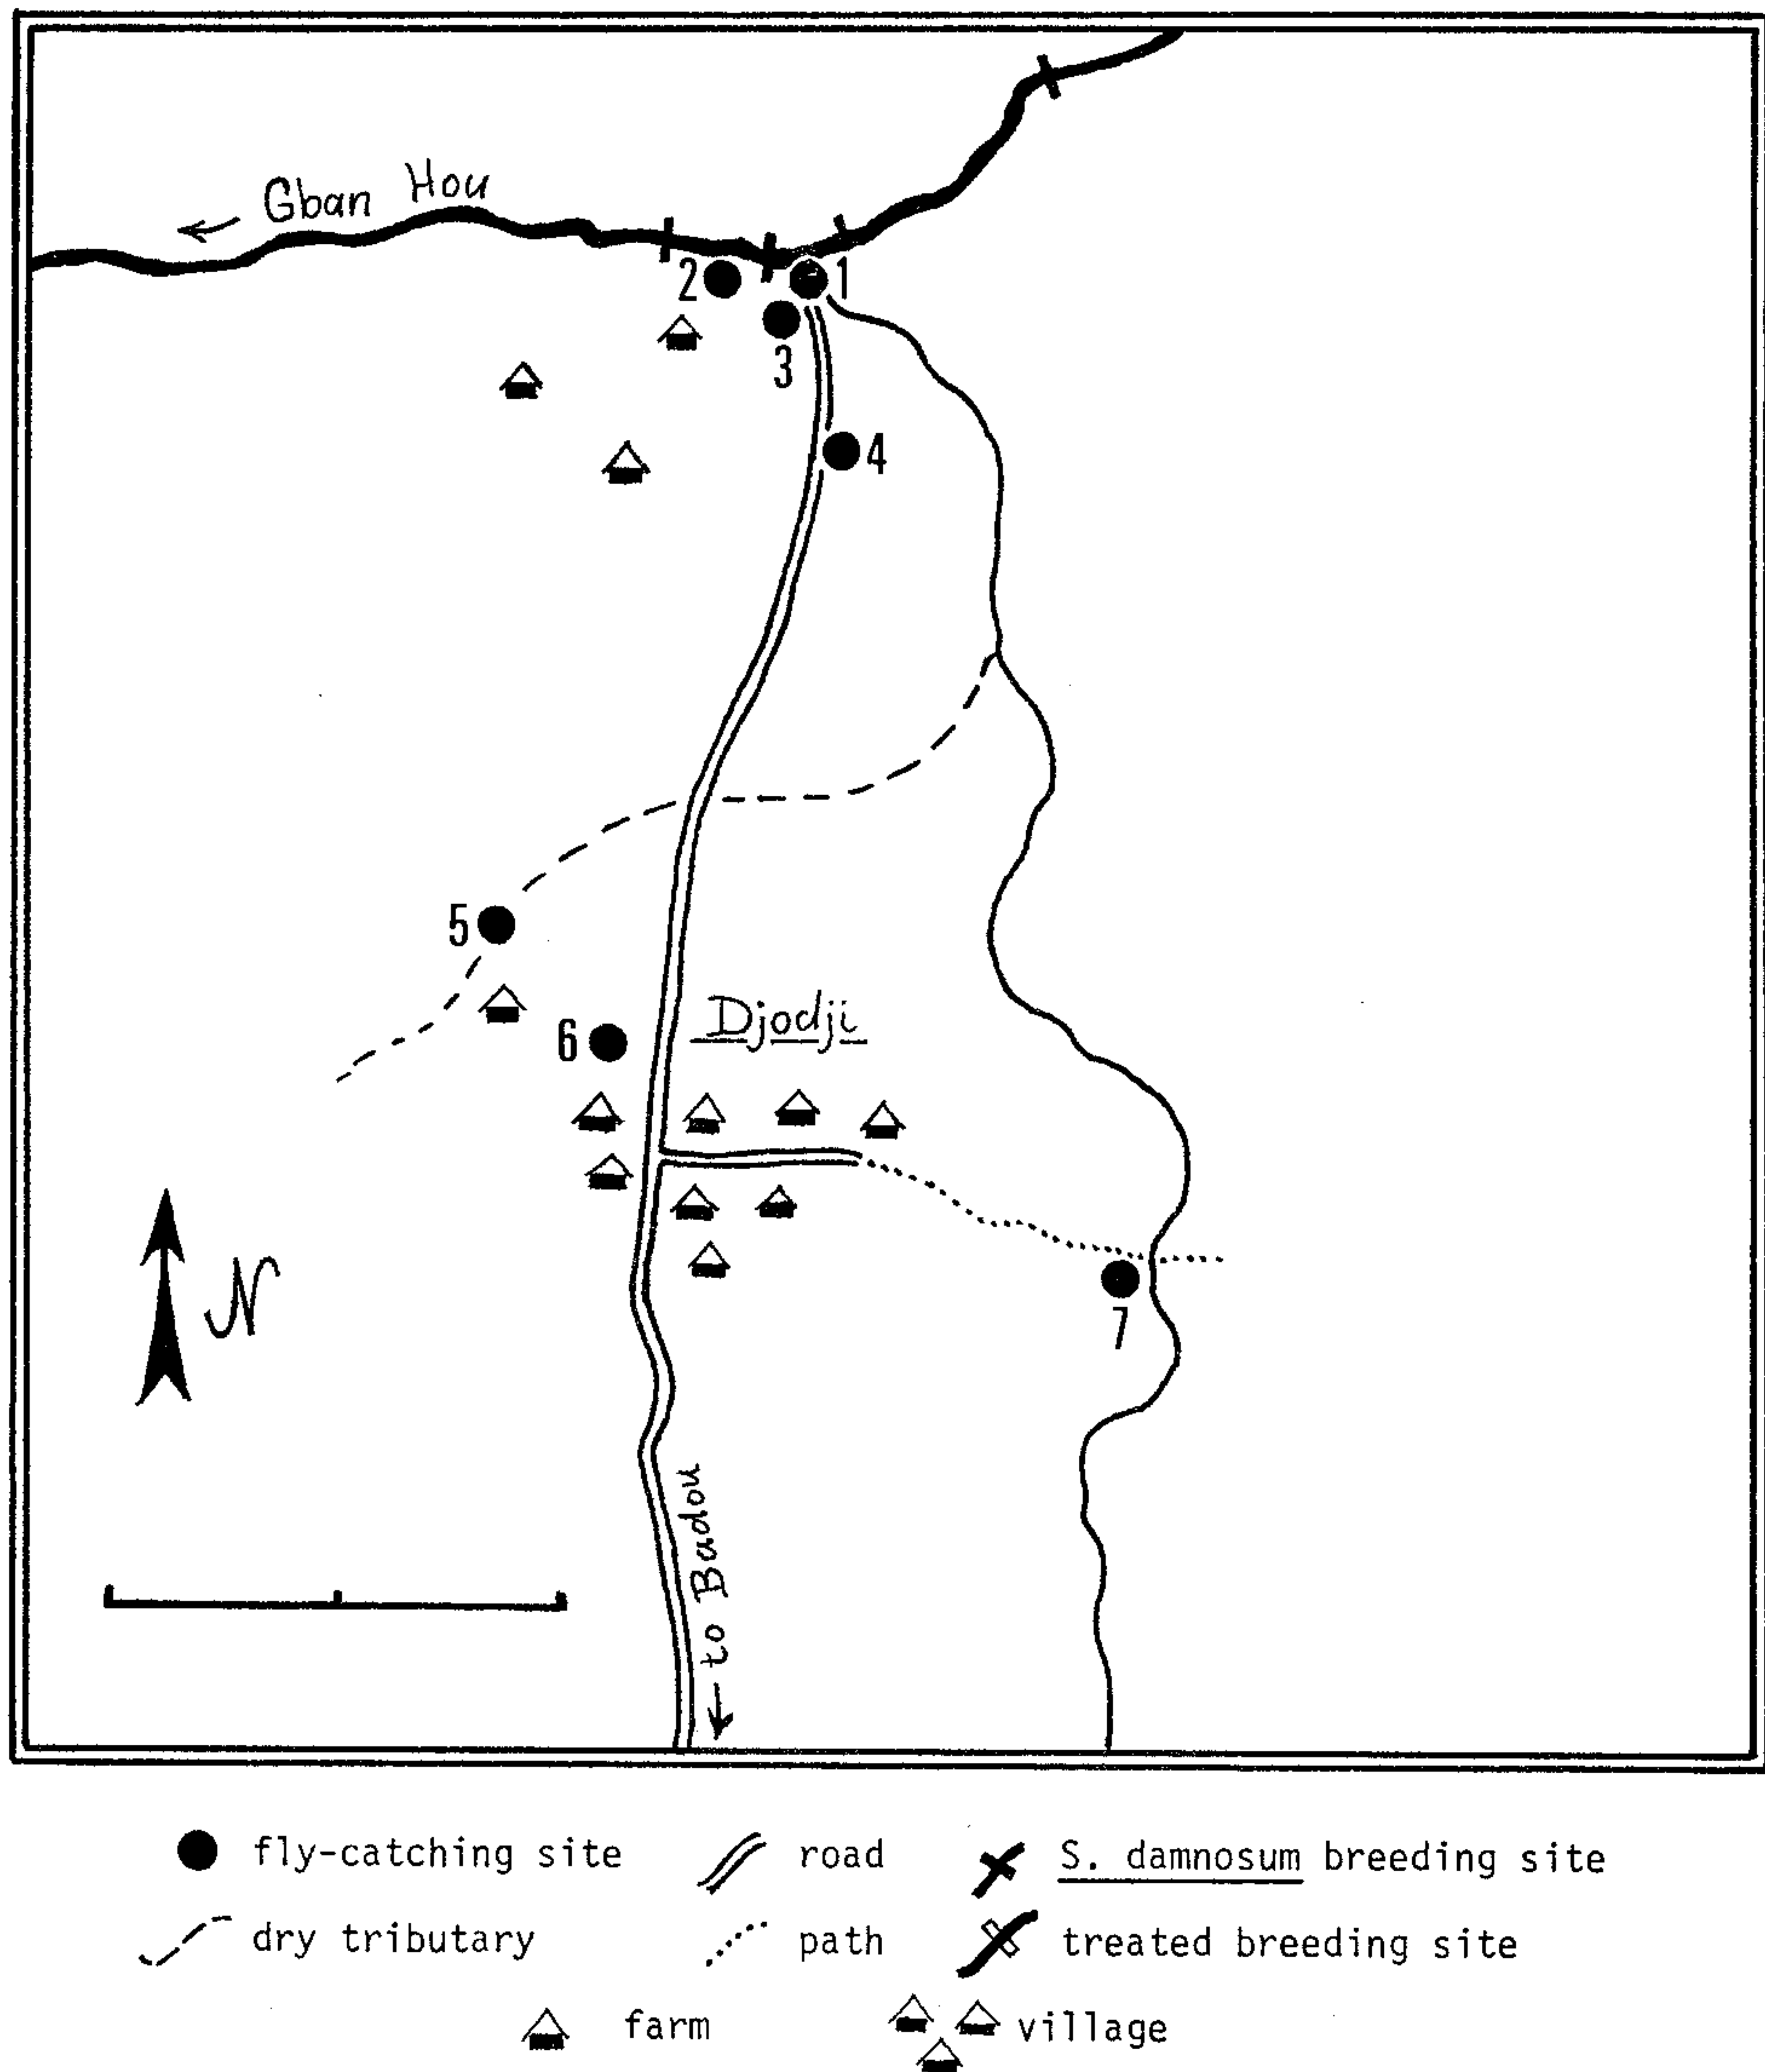 Gban Hou
2
1
3
4
5
6
Djodji
7
N
to Badou
fly-catching site
road
S. damnosum breeding site
dry tributary
path
treated breeding site
farm
village